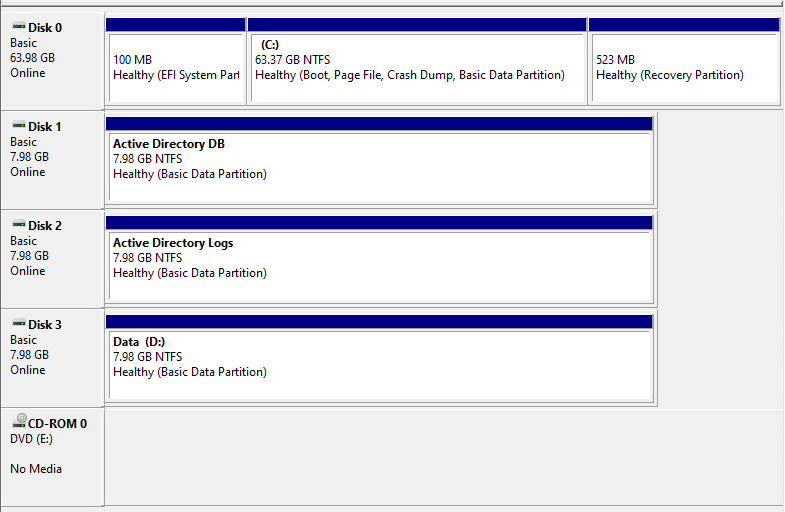 Disk 0
Basic
63.98 GB
Online
100 MB
Healthy (EFI System Part
(C:)
63.37 GB NTFS
Healthy (Boot, Page File, Crash Dump, Basic Data Partition)
523 MB
Healthy (Recovery Partition)
Disk 1
Basic
7.98 GB
Online
Active Directory DB
7.98 GB NTFS
Healthy (Basic Data Partition)
Disk 2
Basic
7.98 GB
Online
Active Directory Logs
7.98 GB NTFS
Healthy (Basic Data Partition)
Disk 3
Basic
7.98 GB
Online
Data (D:)
7.98 GB NTFS
Healthy (Basic Data Partition)
CD-ROM 0
DVD (E:)
No Media